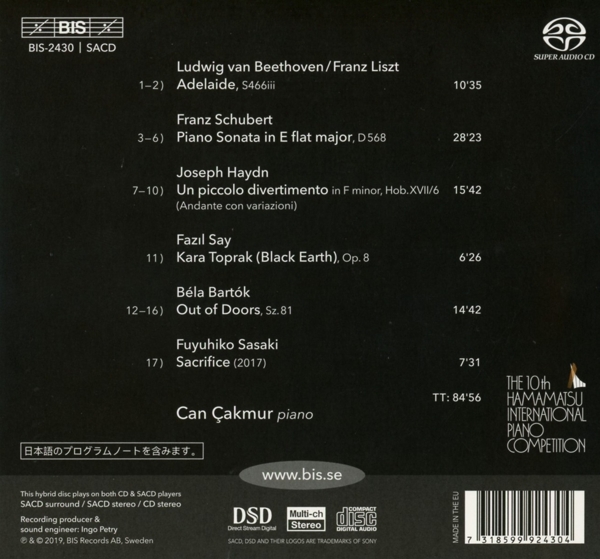 BIS
BIS-2430 | SACD
SUPER AUDIO CD
Ludwig van Beethoven/Franz Liszt
1–2) Adelaide, S466iii 10'35
Franz Schubert
3–6) Piano Sonata in E flat major, D 568 28'23
Joseph Haydn
7–10) Un piccolo divertimento in F minor, Hob. XVII/6 15'42
(Andante con variazioni)
Fazıl Say
11) Kara Toprak (Black Earth), Op. 8 6'26
Béla Bartók
12–16) Out of Doors, Sz. 81 14'42
Fuyuhiko Sasaki
17) Sacrifice (2017) 7'31
TT: 84'56
Can Çakmur piano
THE 10th
HAMAMATSU
INTERNATIONAL
PIANO
COMPETITION
日本語のプログラムノートを含みます。
www.bis.se
This hybrid disc plays on both CD & SACD players
SACD surround / SACD stereo / CD stereo
Recording producer &
sound engineer: Ingo Petry
℗ & © 2019, BIS Records AB, Sweden
DSD
Direct Stream Digital
Multi-ch
Stereo
COMPACT
disc
DIGITAL AUDIO
SACD, DSD AND THEIR LOGOS ARE TRADEMARKS OF SONY
MADE IN THE EU
7 318599 924304